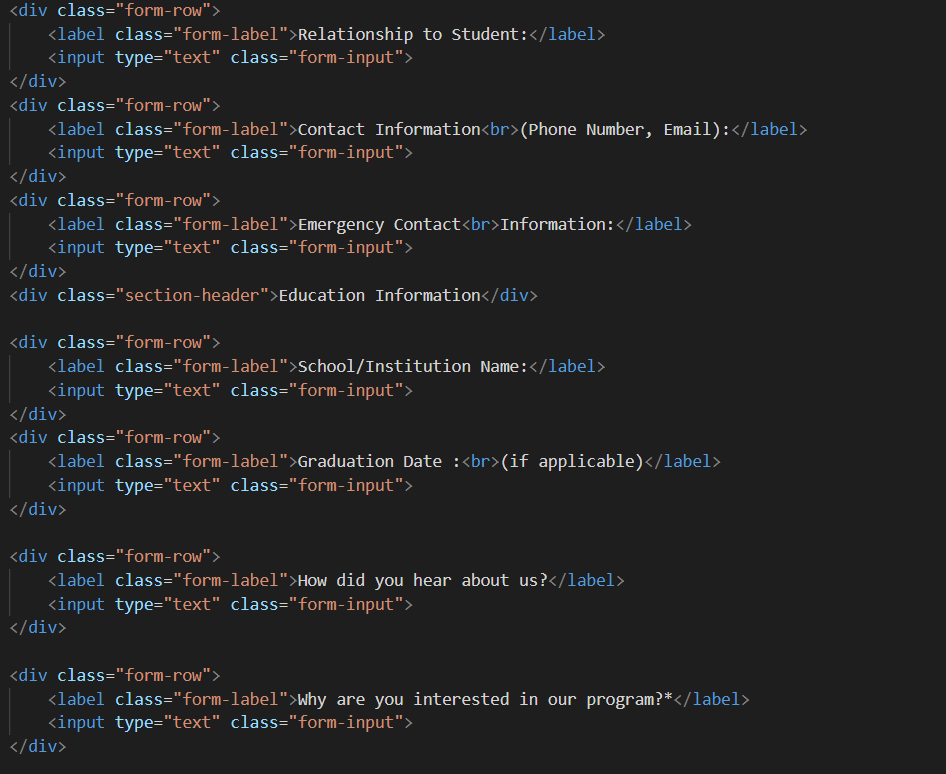 <div class="form-row">
    <label class="form-label">Relationship to Student:</label>
    <input type="text" class="form-input">
</div>
<div class="form-row">
    <label class="form-label">Contact Information<br>(Phone Number, Email):</label>
    <input type="text" class="form-input">
</div>
<div class="form-row">
    <label class="form-label">Emergency Contact<br>Information:</label>
    <input type="text" class="form-input">
</div>
<div class="section-header">Education Information</div>

<div class="form-row">
    <label class="form-label">School/Institution Name:</label>
    <input type="text" class="form-input">
</div>
<div class="form-row">
    <label class="form-label">Graduation Date :<br>(if applicable)</label>
    <input type="text" class="form-input">
</div>

<div class="form-row">
    <label class="form-label">How did you hear about us?</label>
    <input type="text" class="form-input">
</div>

<div class="form-row">
    <label class="form-label">Why are you interested in our program?*</label>
    <input type="text" class="form-input">
</div>